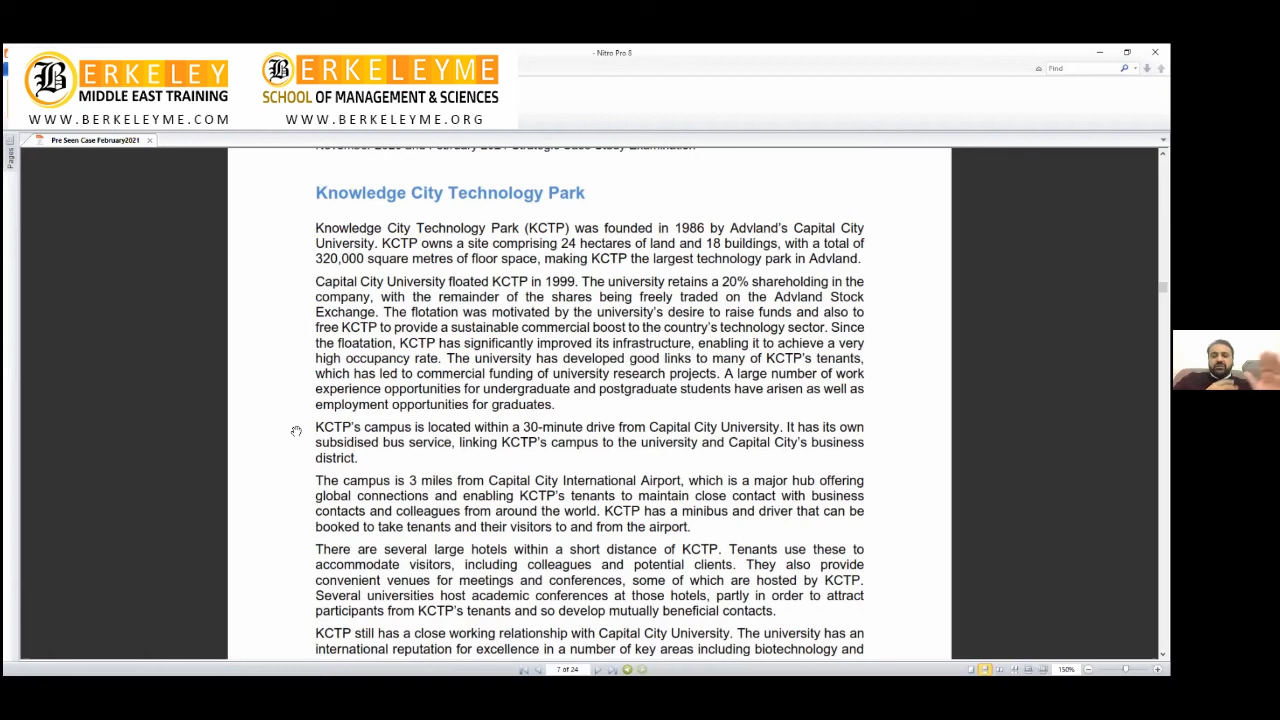 BERKELEY
MIDDLE EAST TRAINING
WWW.BERKELEYME.COM
BERKELEYME
SCHOOL OF MANAGEMENT & SCIENCES
WWW.BERKELEYME.ORG
- Nitro Pro 8
Find
Pre Seen Case February2021
Pages
November 2020 and February 2021 Strategic Case Study Examination
Knowledge City Technology Park
Knowledge City Technology Park (KCTP) was founded in 1986 by Advland's Capital City
University. KCTP owns a site comprising 24 hectares of land and 18 buildings, with a total of
320,000 square metres of floor space, making KCTP the largest technology park in Advland.
Capital City University floated KCTP in 1999. The university retains a 20% shareholding in the
company, with the remainder of the shares being freely traded on the Advland Stock
Exchange. The flotation was motivated by the university's desire to raise funds and also to
free KCTP to provide a sustainable commercial boost to the country's technology sector. Since
the floatation, KCTP has significantly improved its infrastructure, enabling it to achieve a very
high occupancy rate. The university has developed good links to many of KCTP's tenants,
which has led to commercial funding of university research projects. A large number of work
experience opportunities for undergraduate and postgraduate students have arisen as well as
employment opportunities for graduates.
KCTP's campus is located within a 30-minute drive from Capital City University. It has its own
subsidised bus service, linking KCTP's campus to the university and Capital City's business
district.
The campus is 3 miles from Capital City International Airport, which is a major hub offering
global connections and enabling KCTP's tenants to maintain close contact with business
contacts and colleagues from around the world. KCTP has a minibus and driver that can be
booked to take tenants and their visitors to and from the airport.
There are several large hotels within a short distance of KCTP. Tenants use these to
accommodate visitors, including colleagues and potential clients. They also provide
convenient venues for meetings and conferences, some of which are hosted by KCTP.
Several universities host academic conferences at those hotels, partly in order to attract
participants from KCTP's tenants and so develop mutually beneficial contacts.
KCTP still has a close working relationship with Capital City University. The university has an
international reputation for excellence in a number of key areas including biotechnology and
7 of 24
150%